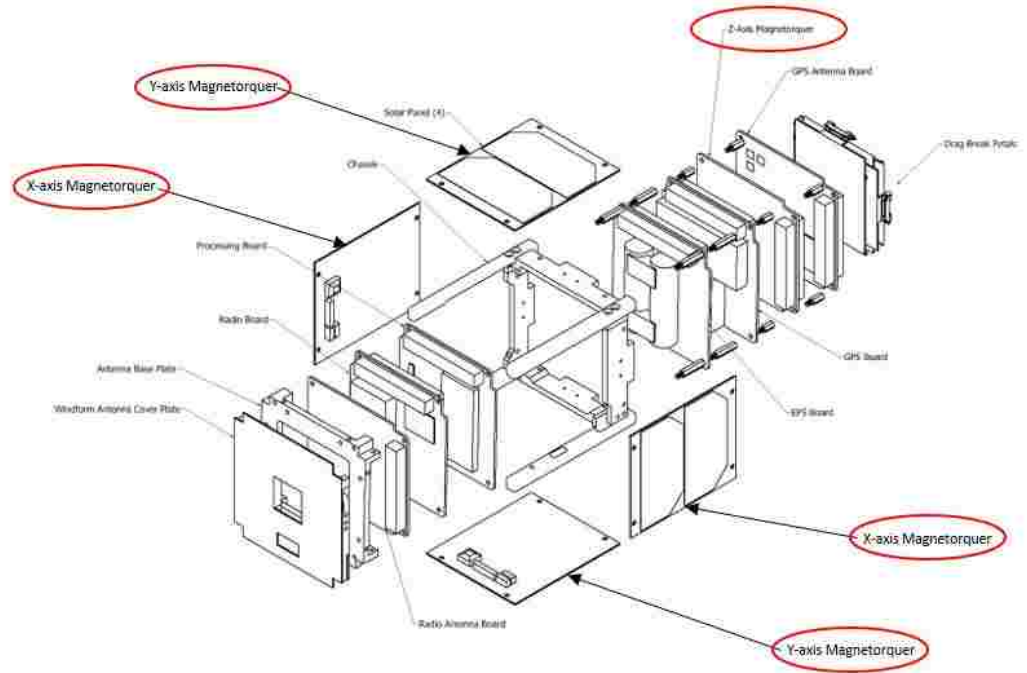 Z-Axis Magnetorquer
GPS Antenna Board
Y-axis Magnetorquer
Solar Panel (4)
Drag Break Petals
Chassis
X-axis Magnetorquer
Processing Board
Radio Board
GPS Board
Antenna Base Plate
Windform Antenna Cover Plate
EPS Board
X-axis Magnetorquer
Radio Antenna Board
Y-axis Magnetorquer